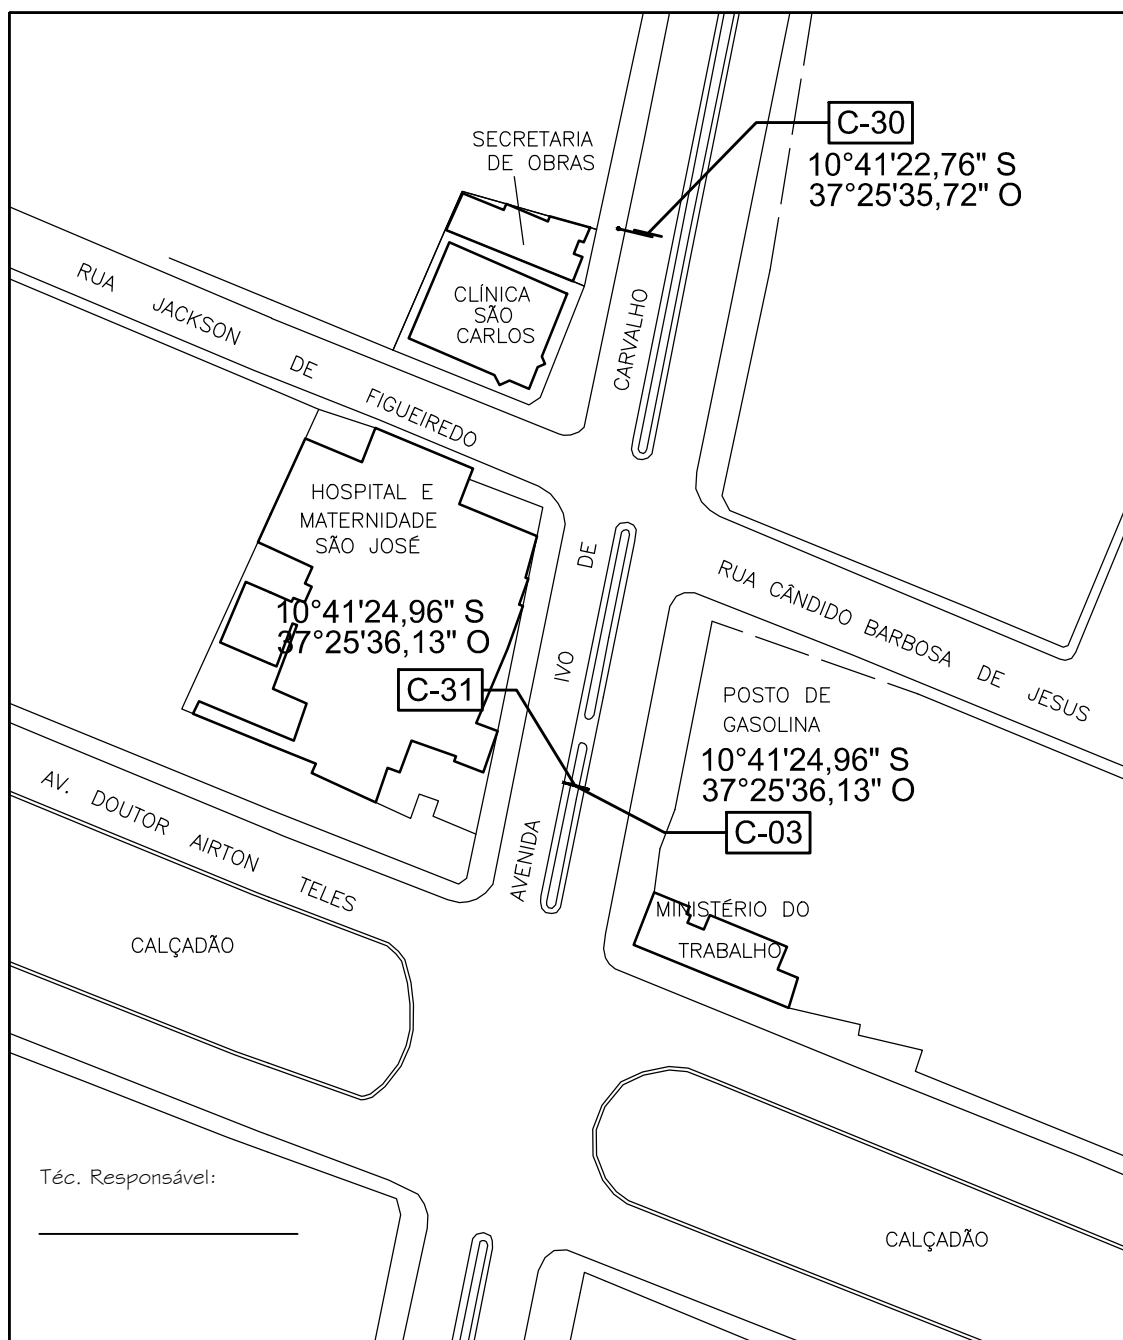 C-30
10°41'22,76" S
37°25'35,72" O
SECRETARIA
DE OBRAS
CLÍNICA
SÃO
CARLOS
RUA JACKSON DE FIGUEIREDO
HOSPITAL E
MATERNIDADE
SÃO JOSÉ
10°41'24,96" S
37°25'36,13" O
C-31
AVENIDA IVO DE CARVALHO
RUA CÂNDIDO BARBOSA DE JESUS
POSTO DE
GASOLINA
10°41'24,96" S
37°25'36,13" O
C-03
AV. DOUTOR AIRTON TELES
MINISTÉRIO DO
TRABALHO
CALÇADÃO
Téc. Responsável:
CALÇADÃO